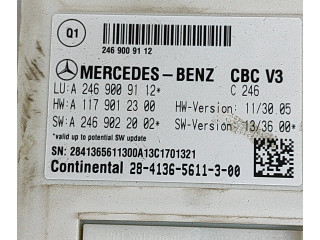 Q1
246 900 9112
MERCEDES-BENZ CBC V3
LU: A 246 900 91 12* C 246
HW: A 117 901 23 00 HW-Version: 11/30.05
SW: A 246 902 20 02* SW-Version: 13/36.00*
*valid up to potential SW update
SN: 2841365611300A13C1701321
Continental 28-4136-5611-3-00